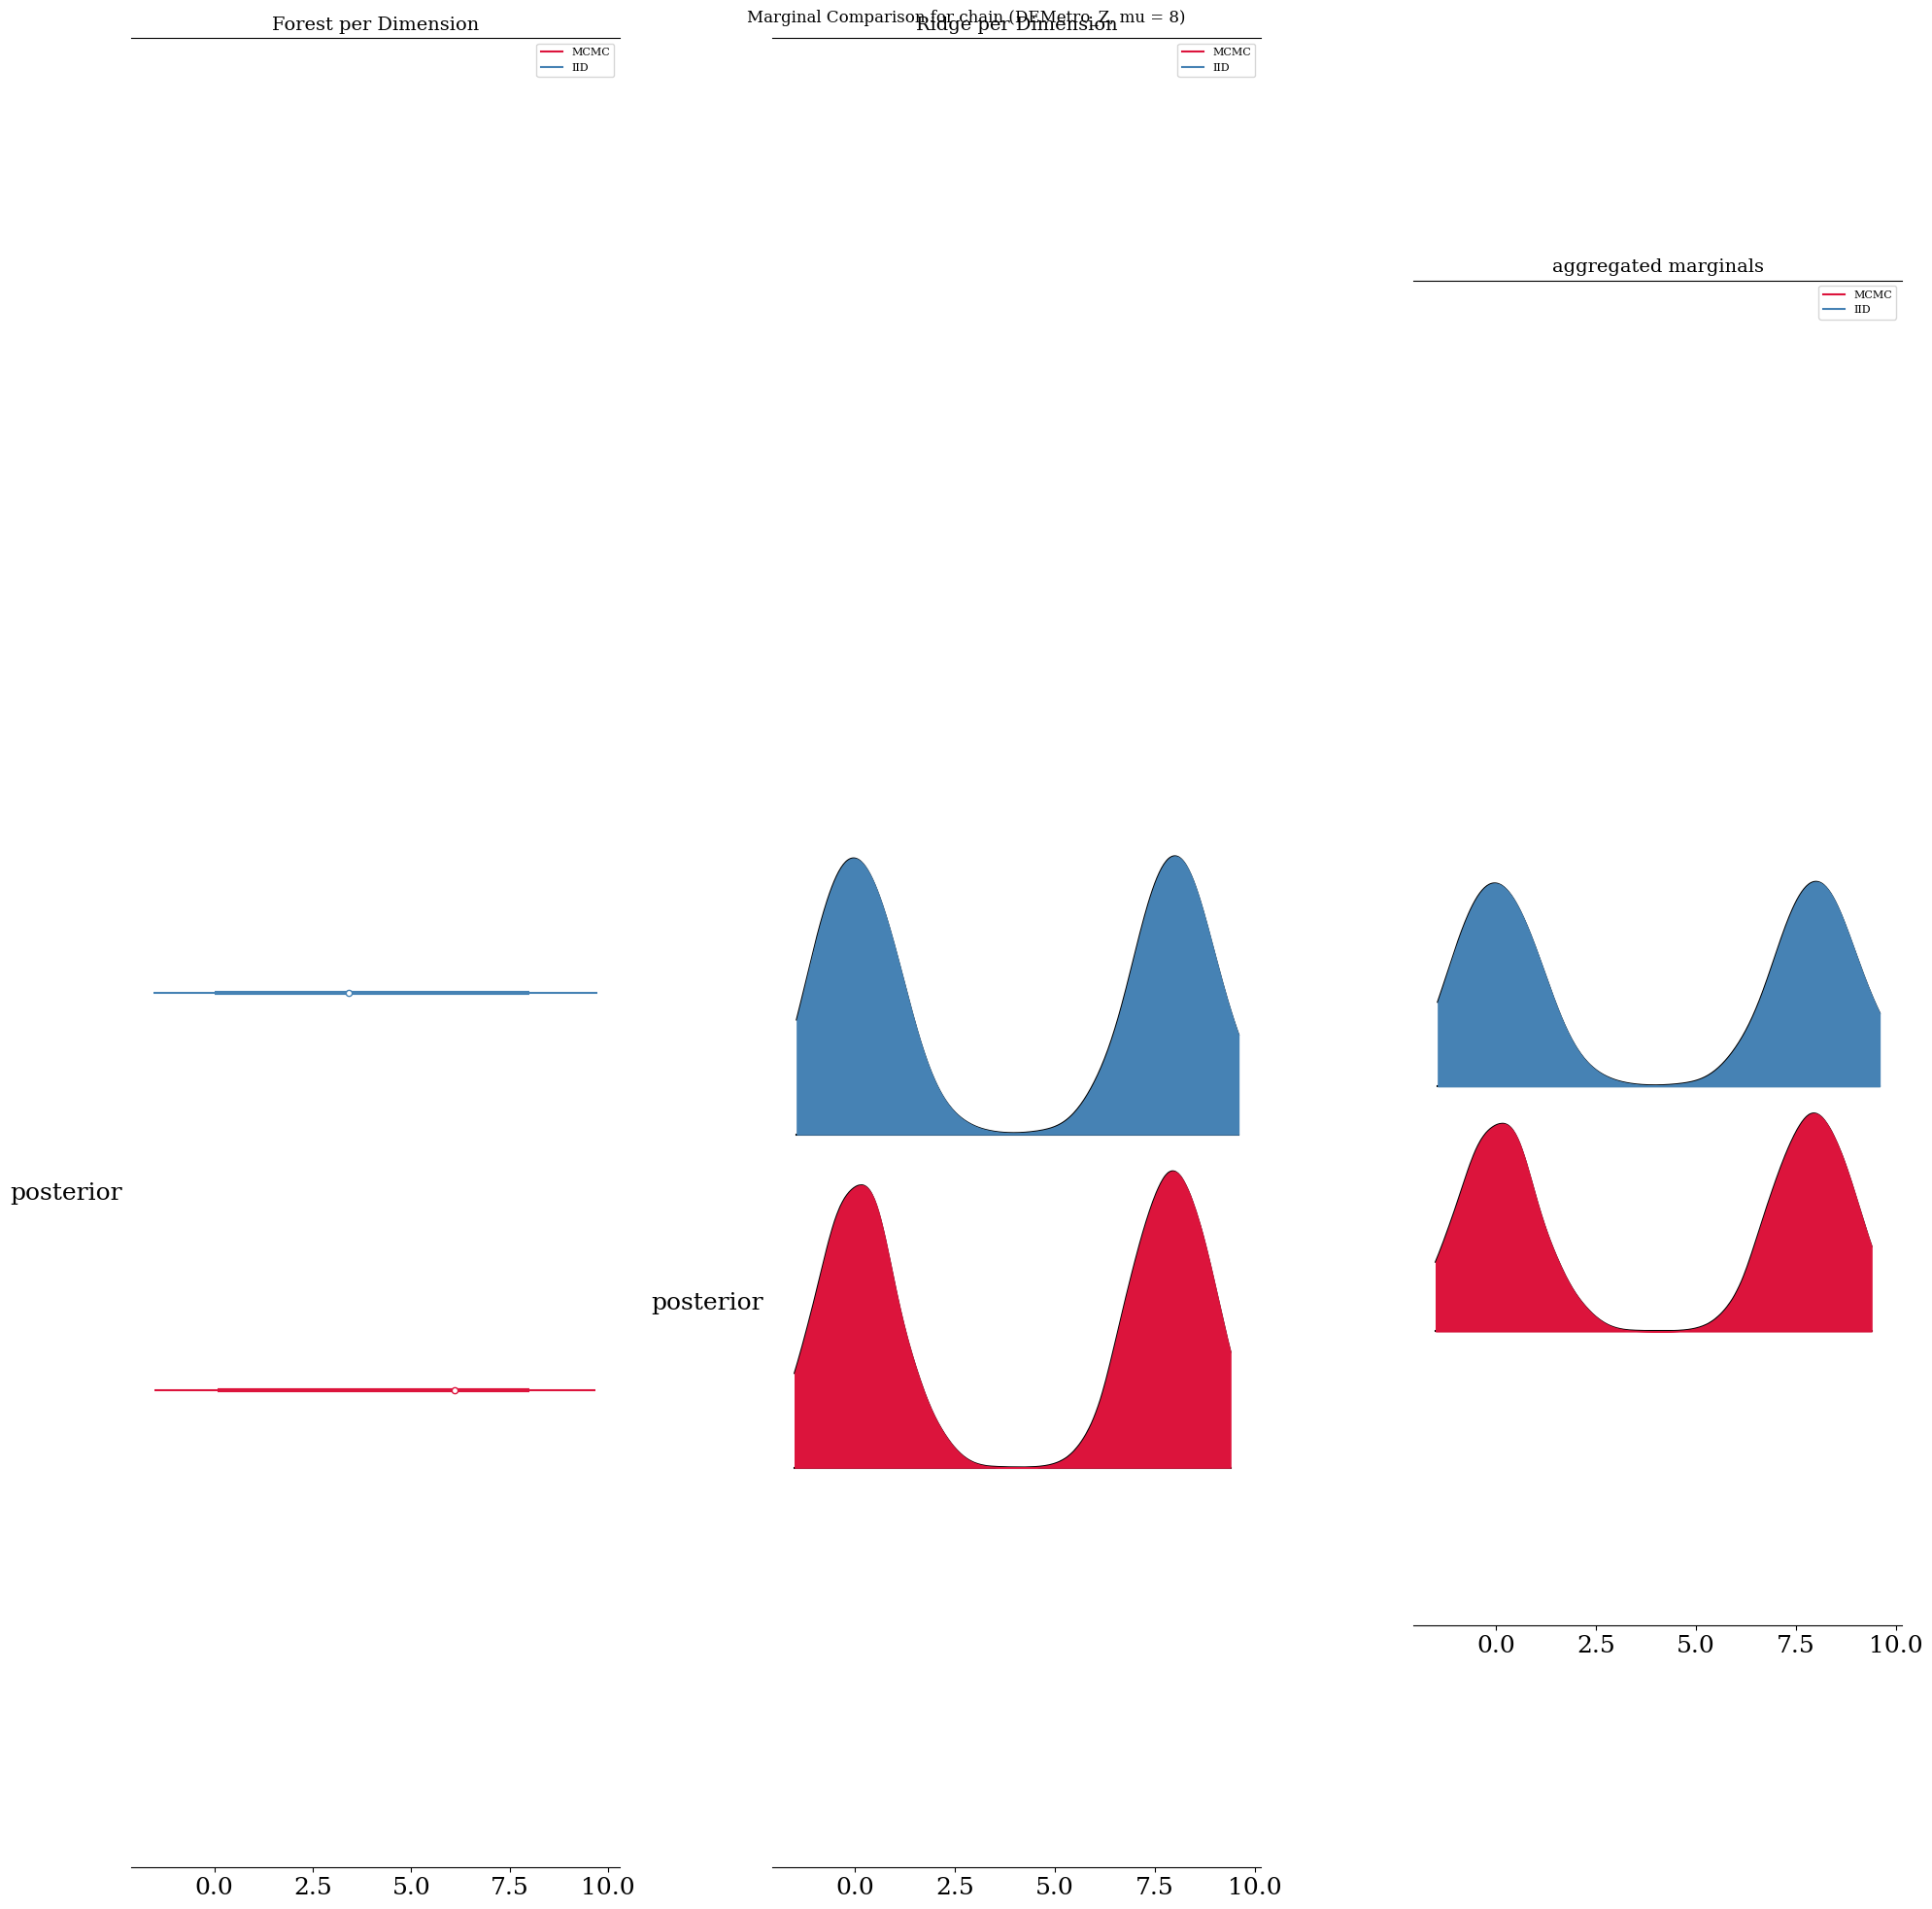 Marginal Comparison for chain (DEMetro_Z, mu = 8)
Forest per Dimension
MCMC
IID
posterior
0.0 2.5 5.0 7.5 10.0
Ridge per Dimension
MCMC
IID
posterior
0.0 2.5 5.0 7.5 10.0
aggregated marginals
MCMC
IID
0.0 2.5 5.0 7.5 10.0